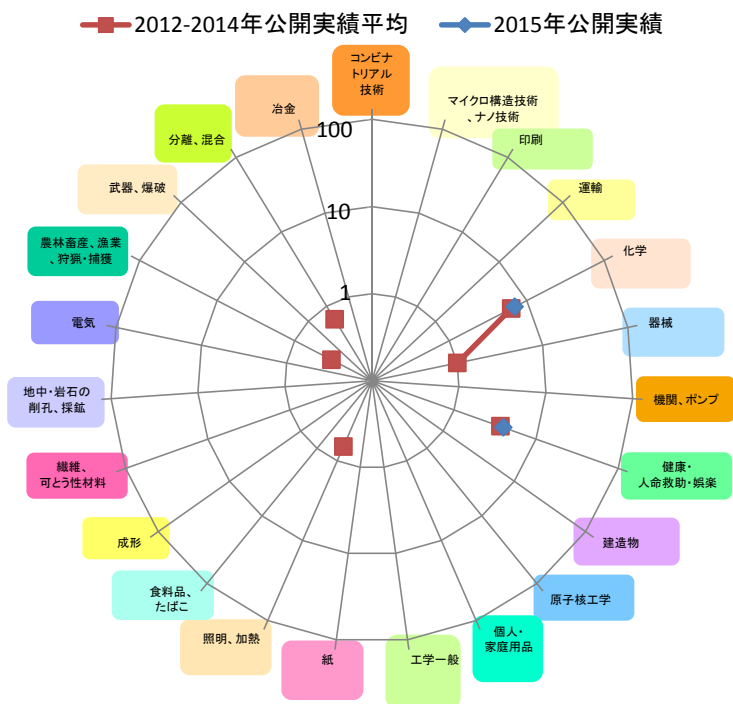 2012-2014年公開実績平均
2015年公開実績
コンビナ
トリアル
技術
マイクロ構造技術
、ナノ技術
印刷
運輸
化学
器械
機関、ポンプ
健康・
人命救助・娯楽
建造物
原子核工学
個人・
家庭用品
工学一般
紙
照明、加熱
食料品、
たばこ
成形
繊維、
可とう性材料
地中・岩石の
削孔、採鉱
電気
農林畜産、漁業
、狩猟・捕獲
武器、爆破
分離、混合
冶金
100
10
1